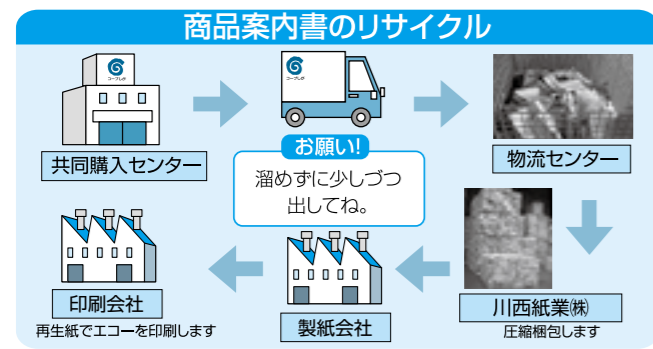 商品案内書のリサイクル
コープしが
コープしが
共同購入センター
お願い!
溜めずに少しづつ
出してね。
物流センター
印刷会社
再生紙でエコーを印刷します
製紙会社
川西紙業㈱
圧縮梱包します